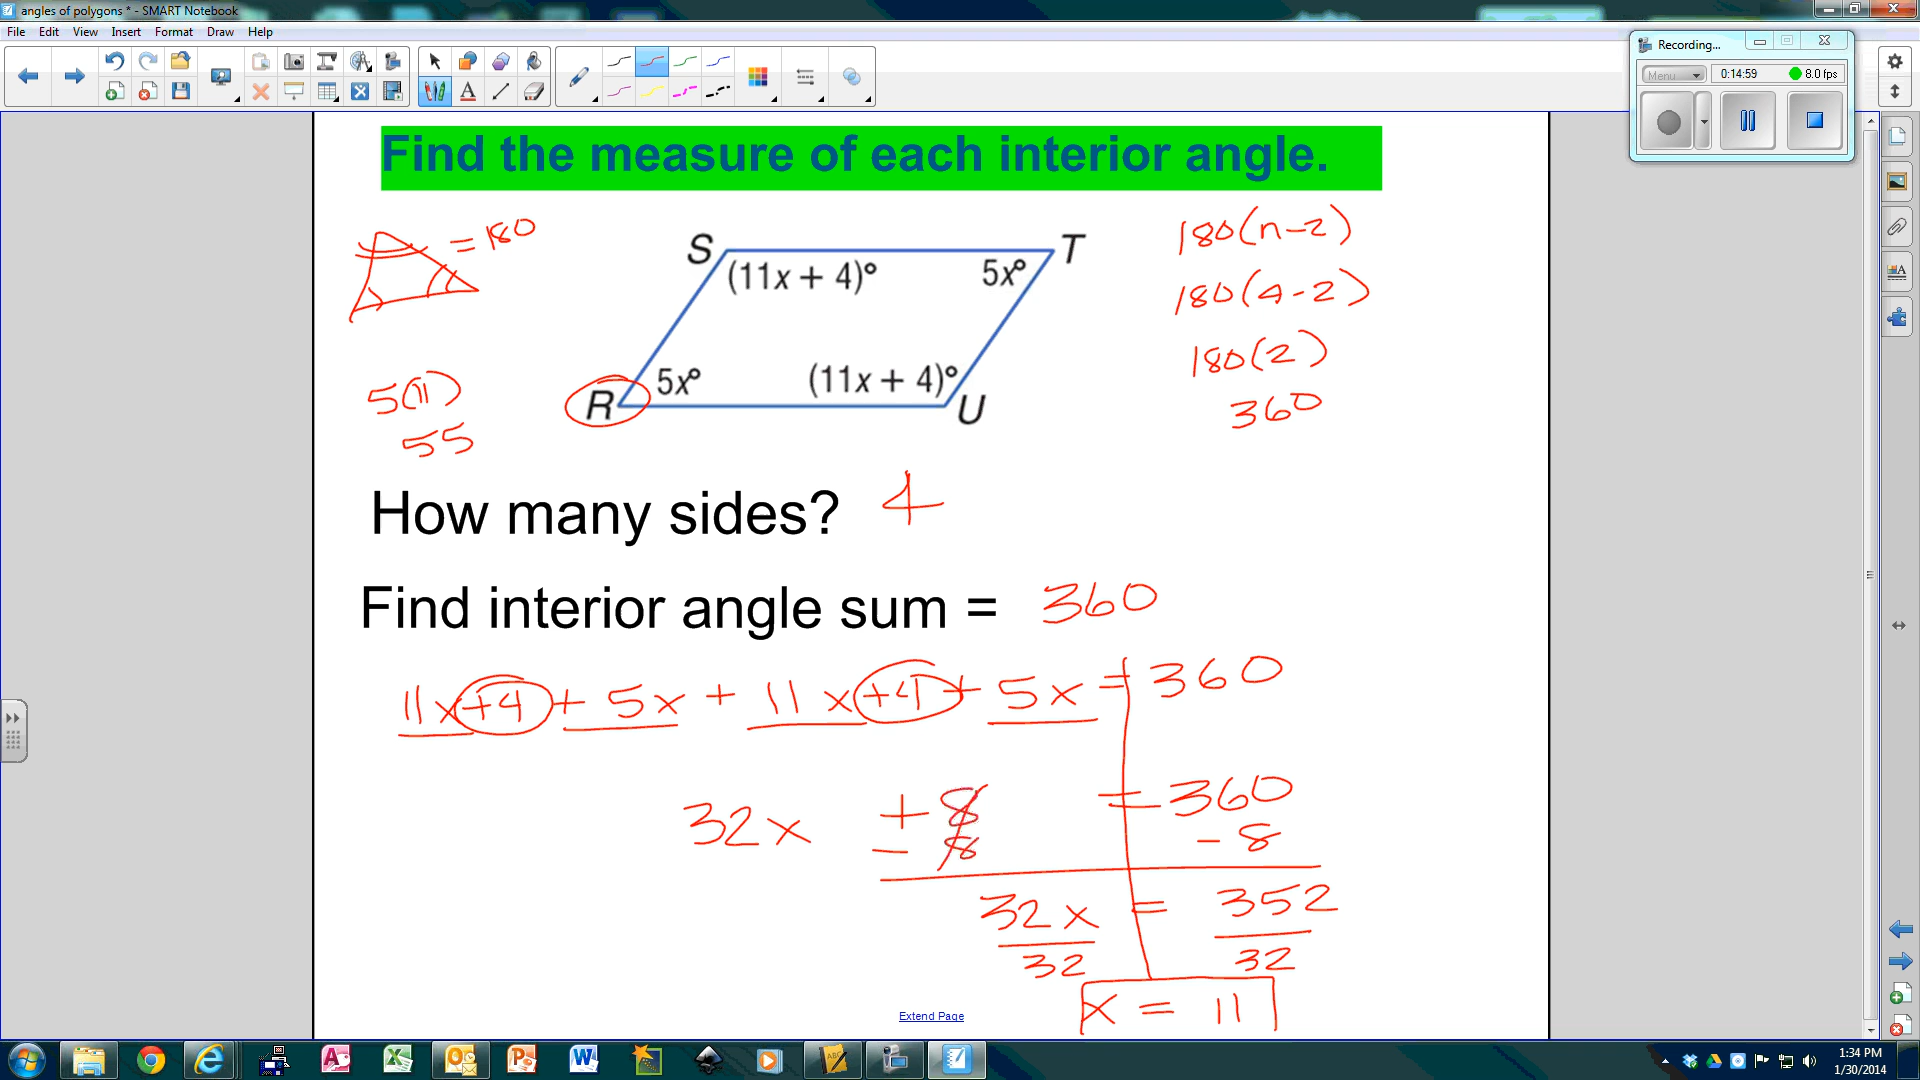 angles of polygons * - SMART Notebook
File Edit View Insert Format Draw Help
Recording...
Menu
0:14:59
8.0 fps
Find the measure of each interior angle.
= 180
S
T
(11x + 4)°
5x°
5x°
(11x + 4)°
R
U
180(n-2)
180(4-2)
180(2)
360
5(11)
55
How many sides? 4
Find interior angle sum = 360
11x+4 + 5x + 11x+4 + 5x = 360
32x + 8 = 360
- 8 - 8
32x = 352
32 32
x = 11
Extend Page
1:34 PM
1/30/2014